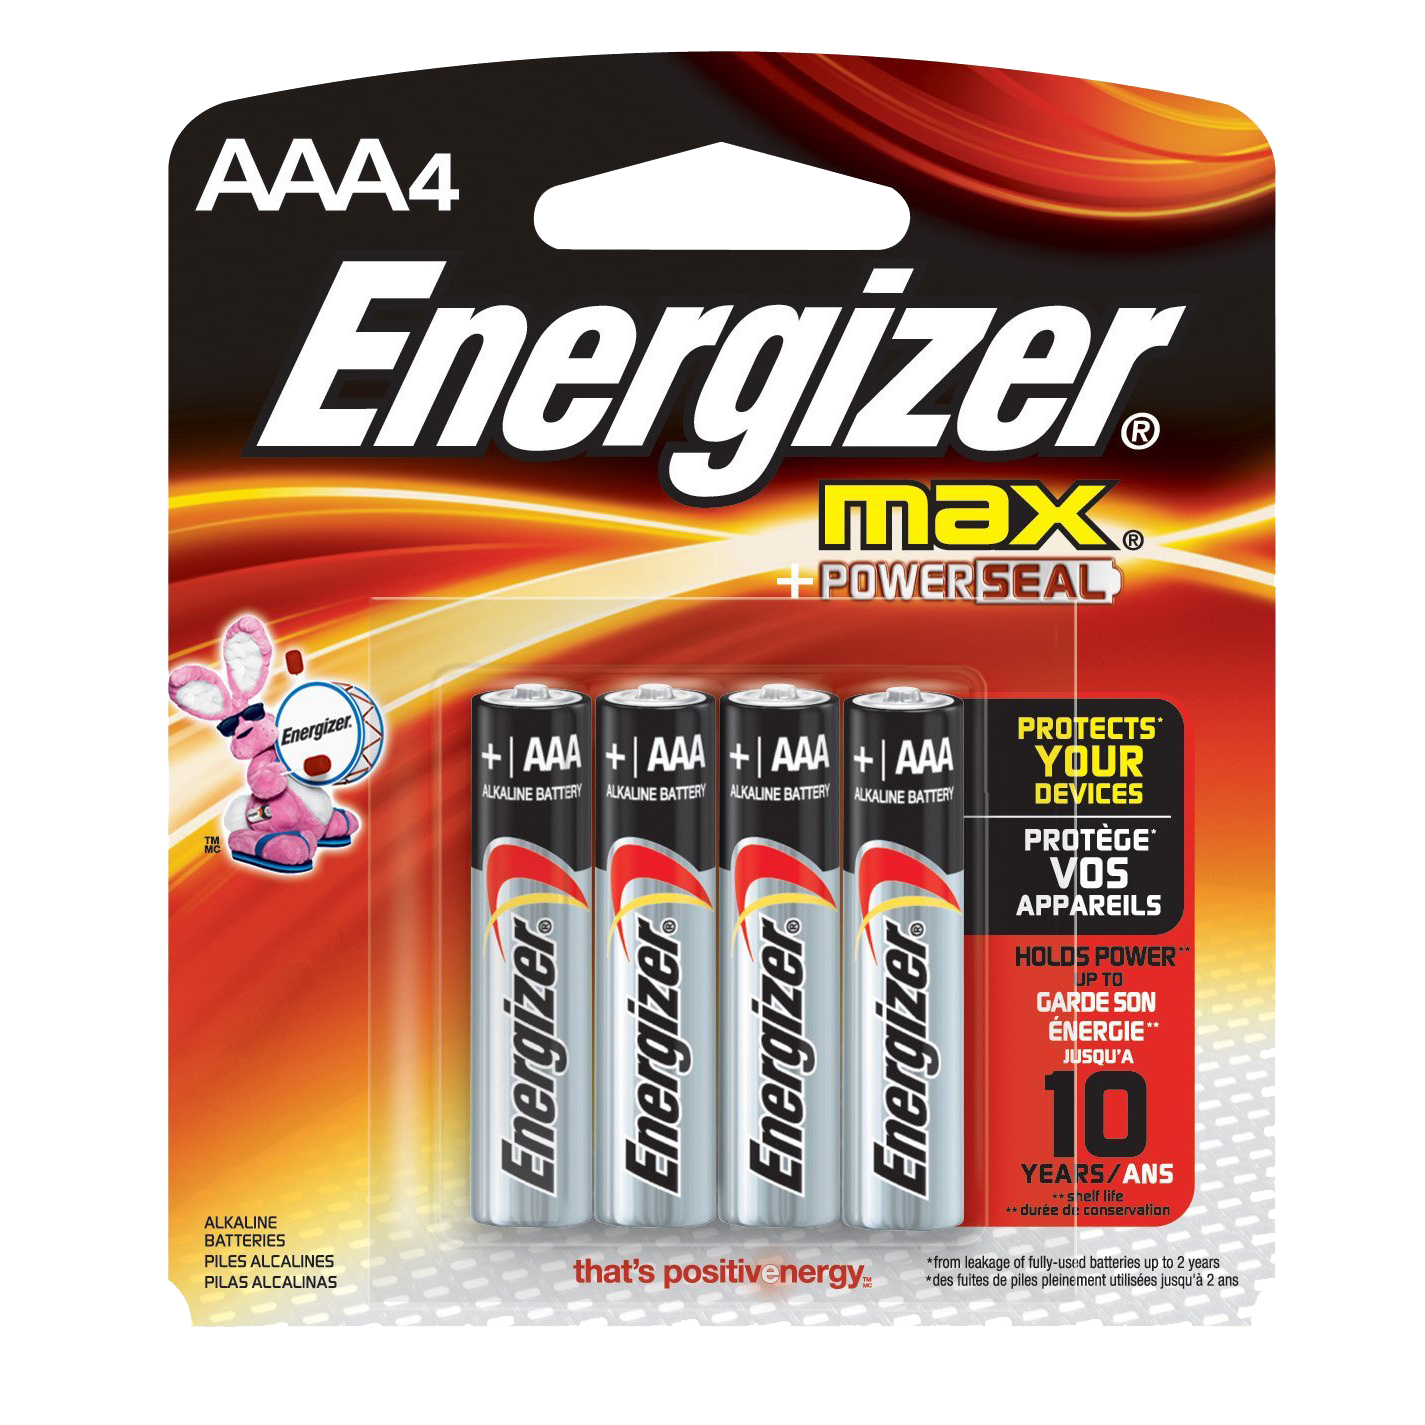 AAA4
Energizer®
max®
+POWERSEAL
Energizer.
TM
MC
+ | AAA
ALKALINE BATTERY
Energizer®
+ | AAA
ALKALINE BATTERY
Energizer®
+ | AAA
ALKALINE BATTERY
Energizer®
+ | AAA
ALKALINE BATTERY
Energizer®
PROTECTS*
YOUR
DEVICES
PROTÈGE*
VOS
APPAREILS
HOLDS POWER**
UP TO
GARDE SON
ÉNERGIE**
JUSQU'A
10
YEARS/ANS
**shelf life
**durée de conservation
ALKALINE
BATTERIES
PILES ALCALINES
PILAS ALCALINAS
that's positivenergy™
MC
*from leakage of fully-used batteries up to 2 years
*des fuites de piles pleinement utilisées jusqu'à 2 ans